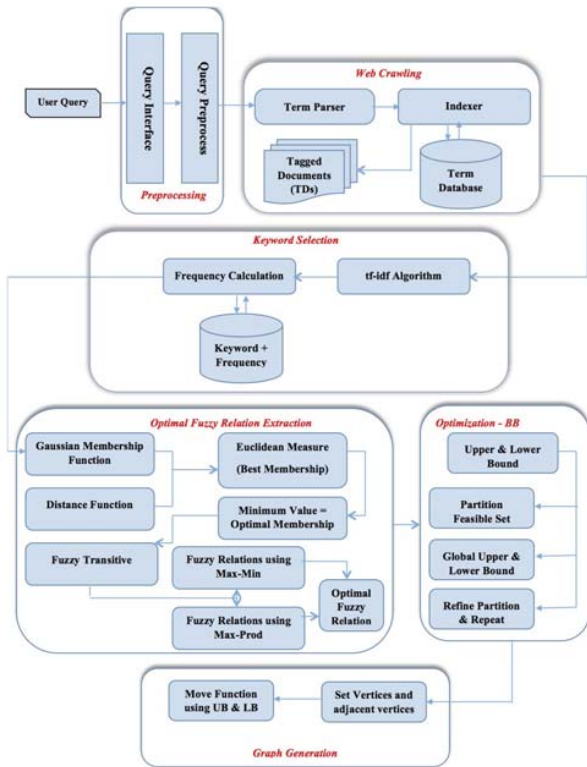 User Query
Query Interface
Query Preprocess
Preprocessing
Web Crawling
Term Parser
Indexer
Tagged
Documents
(TDs)
Term
Database
Keyword Selection
Frequency Calculation
tf-idf Algorithm
Keyword +
Frequency
Optimal Fuzzy Relation Extraction
Gaussian Membership
Function
Euclidean Measure
(Best Membership)
Distance Function
Minimum Value =
Optimal Membership
Fuzzy Transitive
Fuzzy Relations using
Max-Min
Optimal
Fuzzy
Relation
Fuzzy Relations using
Max-Prod
Optimization - BB
Upper & Lower
Bound
Partition
Feasible Set
Global Upper &
Lower Bound
Refine Partition
& Repeat
Move Function
using UB & LB
Set Vertices and
adjacent vertices
Graph Generation